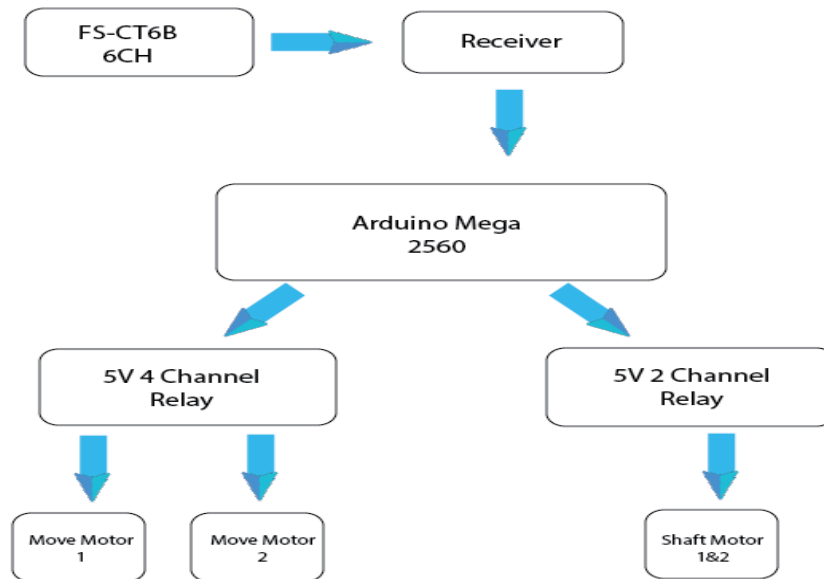 FS-CT6B
6CH
Receiver
Arduino Mega
2560
5V 4 Channel
Relay
5V 2 Channel
Relay
Move Motor
1
Move Motor
2
Shaft Motor
1&2